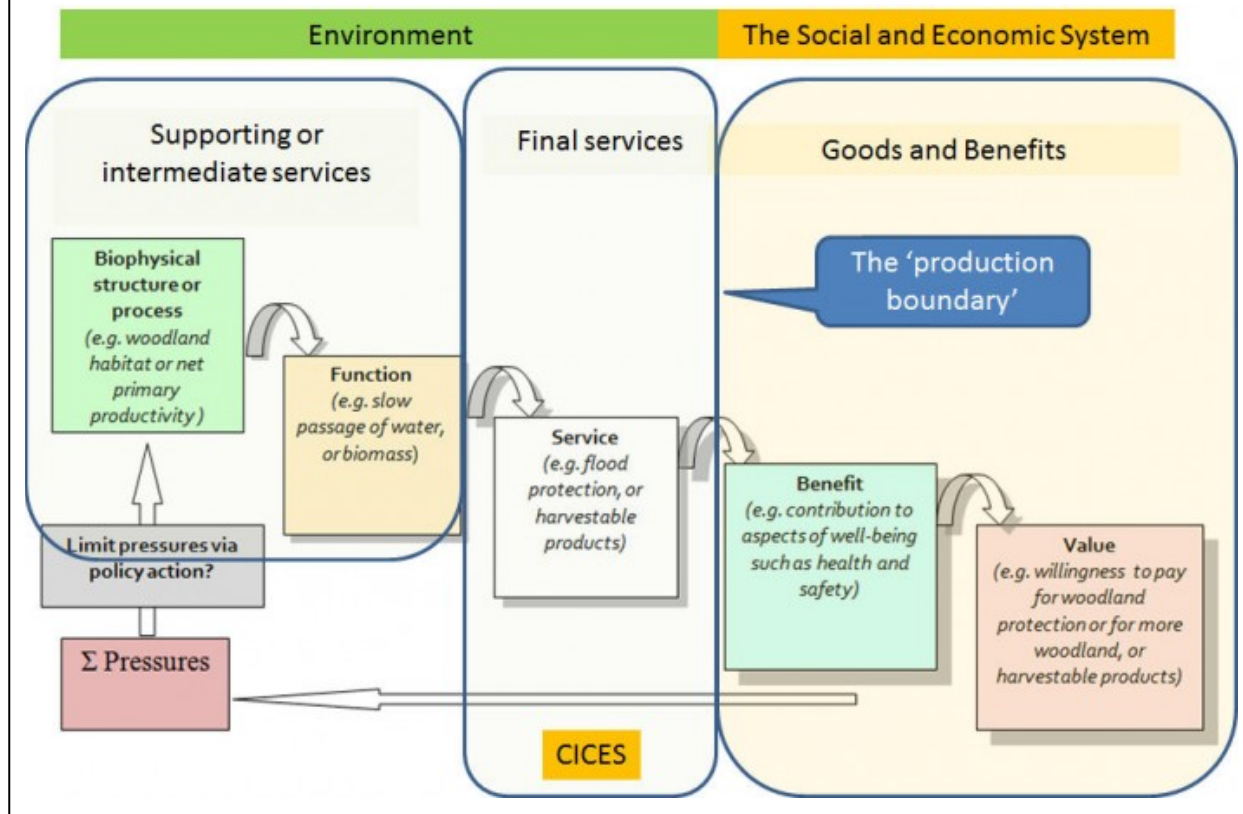 Environment
The Social and Economic System
Supporting or
intermediate services
Final services
Goods and Benefits
The ‘production
boundary’
Biophysical
structure or
process
(e.g. woodland
habitat or net
primary
productivity )
Function
(e.g. slow
passage of water,
or biomass)
Service
(e.g. flood
protection, or
harvestable
products)
Benefit
(e.g. contribution to
aspects of well-being
such as health and
safety)
Value
(e.g. willingness to pay
for woodland
protection or for more
woodland, or
harvestable products)
Limit pressures via
policy action?
Σ Pressures
CICES